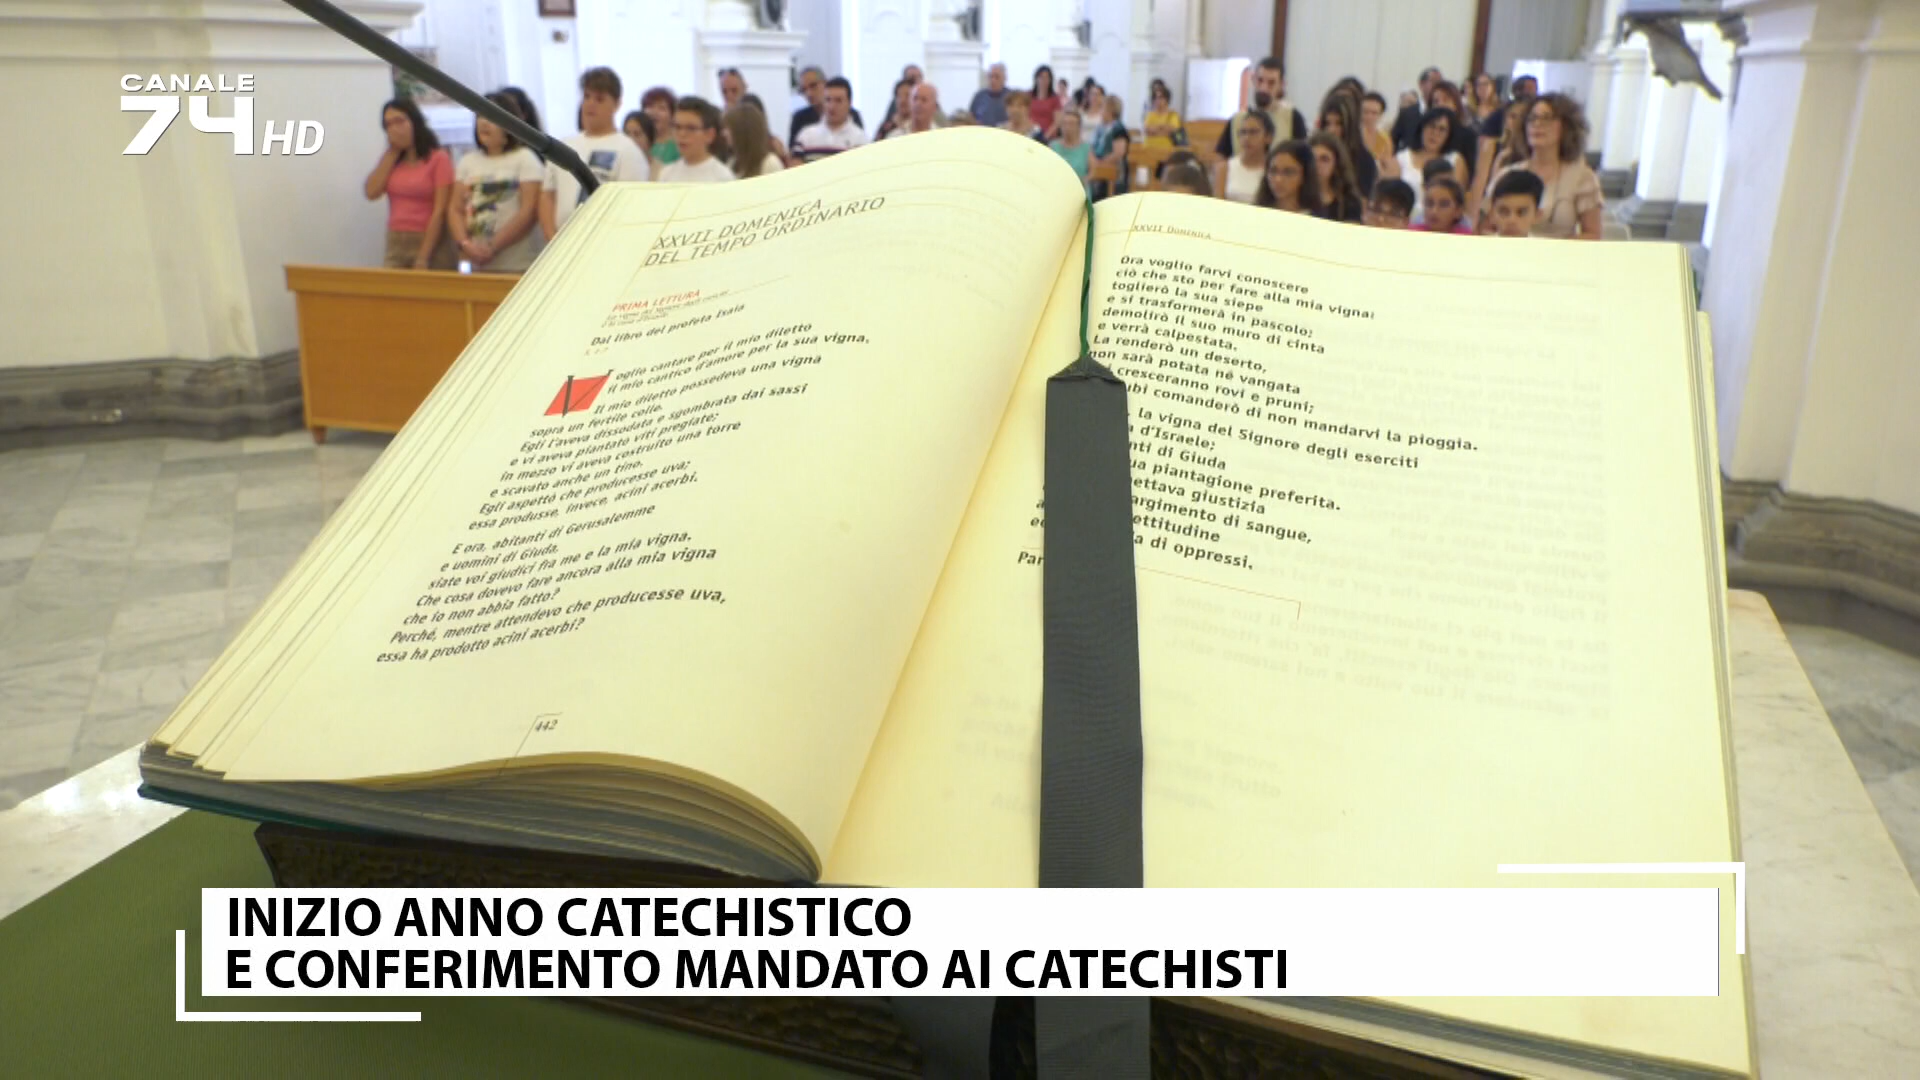 CANALE
74 HD
XXVII DOMENICA
DEL TEMPO ORDINARIO
PRIMA LETTURA
Dal libro del profeta Isaia
Voglio cantare per il mio diletto
il mio cantico d'amore per la sua vigna.
Il mio diletto possedeva una vigna
sopra un fertile colle.
Egli l'aveva dissodata e sgombrata dai sassi
e vi aveva piantato viti pregiate;
in mezzo vi aveva costruito una torre
e scavato anche un tino.
Egli aspettò che producesse uva;
essa produsse, invece, acini acerbi.
E ora, abitanti di Gerusalemme
e uomini di Giuda,
siate voi giudici fra me e la mia vigna.
Che cosa dovevo fare ancora alla mia vigna
che io non abbia fatto?
Perché, mentre attendevo che producesse uva,
essa ha prodotto acini acerbi?
442
XXVII DOMENICA
Ora voglio farvi conoscere
ciò che sto per fare alla mia vigna:
toglierò la sua siepe
e si trasformerà in pascolo;
demolirò il suo muro di cinta
e verrà calpestata.
La renderò un deserto,
non sarà potata né vangata
cresceranno rovi e pruni;
comanderò di non mandarvi la pioggia.
la vigna del Signore degli eserciti
d'Israele;
di Giuda
piantagione preferita.
giustizia
di sangue,
di oppressi.
INIZIO ANNO CATECHISTICO
E CONFERIMENTO MANDATO AI CATECHISTI